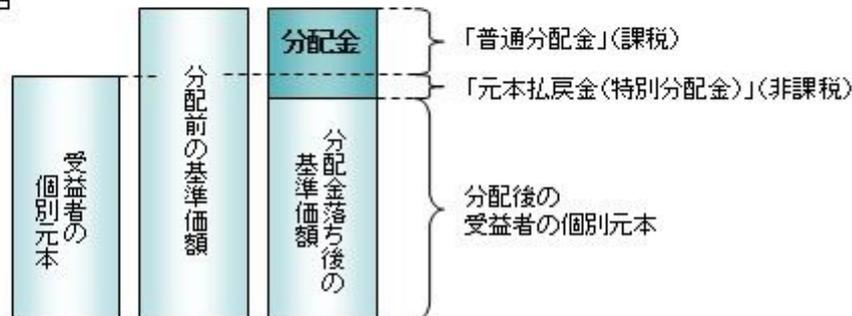 受益者の
個別元本
分配前の基準価額
分配金
分配金落ち後の
基準価額
「普通分配金」(課税)
「元本払戻金(特別分配金)」(非課税)
分配後の
受益者の個別元本